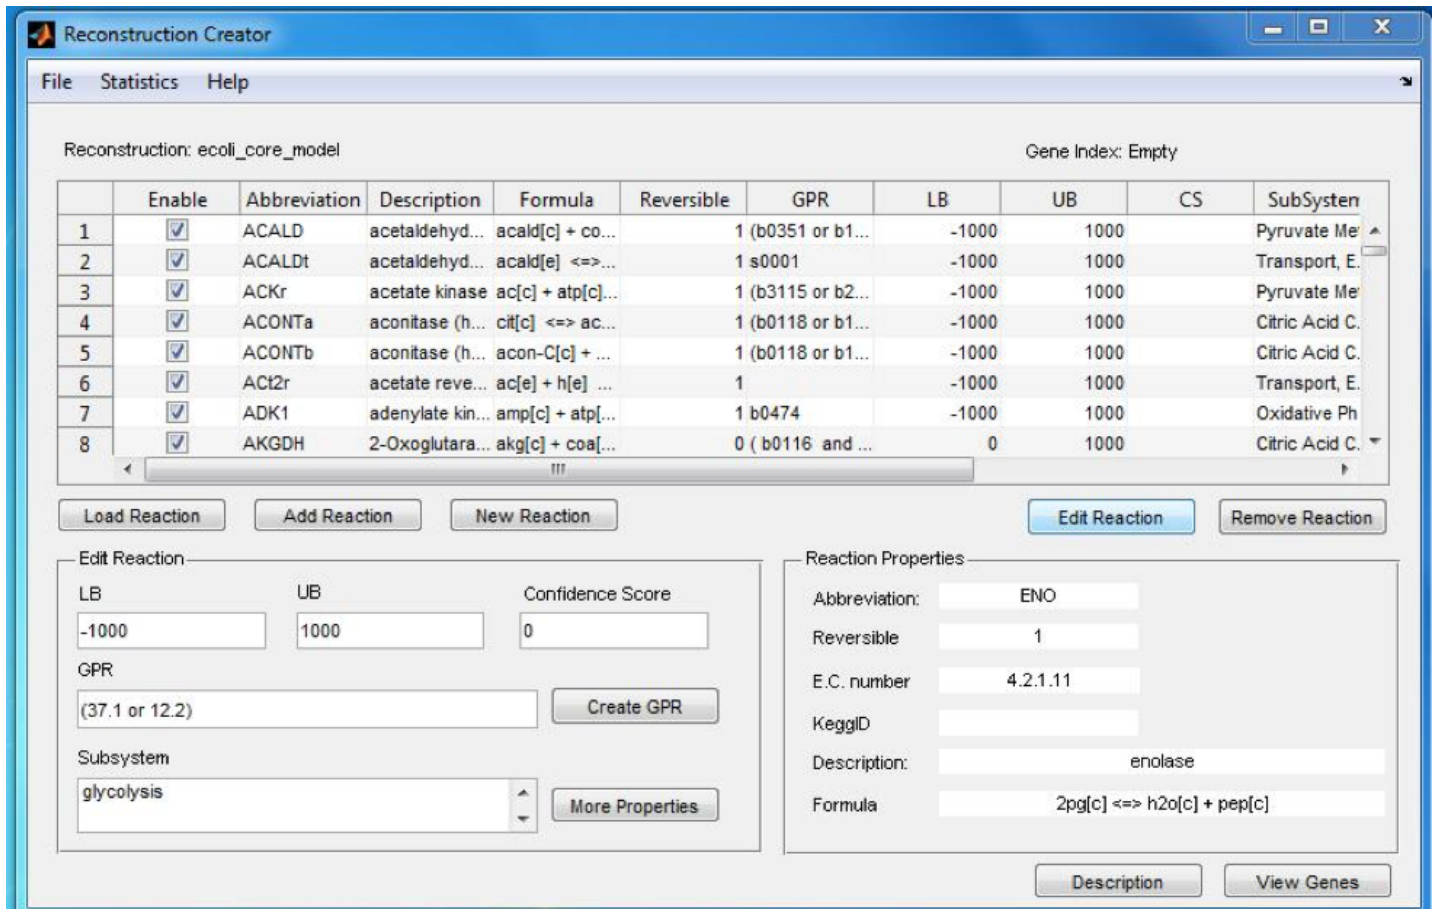 Reconstruction Creator
File Statistics Help
Reconstruction: ecoli_core_model Gene Index: Empty
Enable Abbreviation Description Formula Reversible GPR LB UB CS SubSystem
1 ACALD acetaldehyd... acald[c] + co... 1 (b0351 or b1... -1000 1000 Pyruvate Me
2 ACALDt acetaldehyd... acald[e] <=>... 1 s0001 -1000 1000 Transport, E.
3 ACKr acetate kinase ac[c] + atp[c]... 1 (b3115 or b2... -1000 1000 Pyruvate Me
4 ACONTa aconitase (h... cit[c] <=> ac... 1 (b0118 or b1... -1000 1000 Citric Acid C.
5 ACONTb aconitase (h... acon-C[c] + ... 1 (b0118 or b1... -1000 1000 Citric Acid C.
6 ACt2r acetate reve... ac[e] + h[e] ... 1 -1000 1000 Transport, E.
7 ADK1 adenylate kin... amp[c] + atp[... 1 b0474 -1000 1000 Oxidative Ph
8 AKGDH 2-Oxoglutara... akg[c] + coa[... 0 ( b0116 and ... 0 1000 Citric Acid C.
Load Reaction Add Reaction New Reaction Edit Reaction Remove Reaction
Edit Reaction
LB UB Confidence Score
-1000 1000 0
GPR
(37.1 or 12.2) Create GPR
Subsystem
glycolysis More Properties
Reaction Properties
Abbreviation: ENO
Reversible 1
E.C. number 4.2.1.11
KeggID
Description: enolase
Formula 2pg[c] <=> h2o[c] + pep[c]
Description View Genes